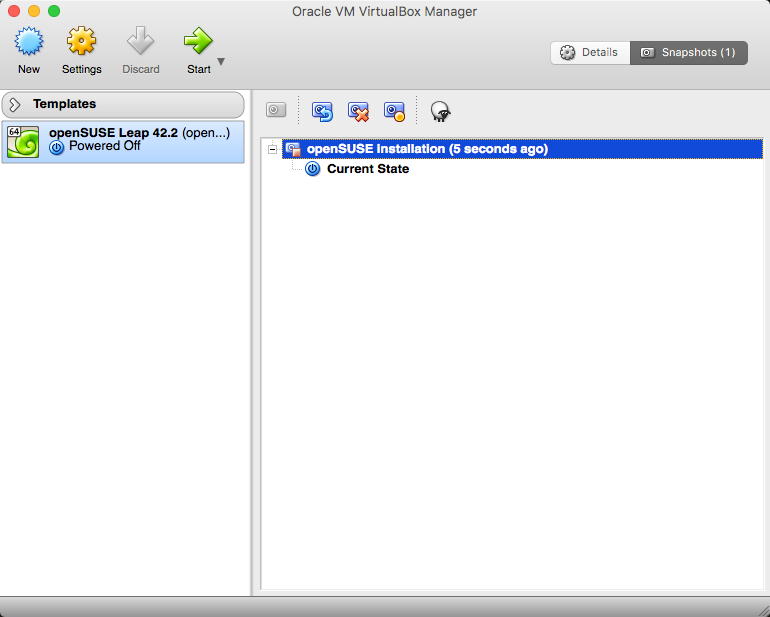 Oracle VM VirtualBox Manager
New
Settings
Discard
Start
Details
Snapshots (1)
Templates
64
openSUSE Leap 42.2 (open...)
Powered Off
openSUSE Installation (5 seconds ago)
Current State